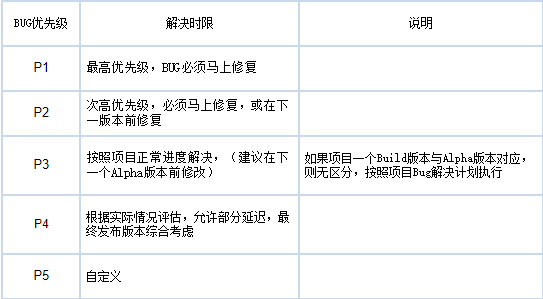 BUG优先级
解决时限
说明
P1
最高优先级，BUG必须马上修复
P2
次高优先级，必须马上修复，或在下
一版本前修复
P3
按照项目正常进度解决，（建议在下
一个Alpha版本前修改）
如果项目一个Build版本与Alpha版本对应，
则无区分，按照项目Bug解决计划执行
P4
根据实际情况评估，允许部分延迟，最
终发布版本综合考虑
P5
自定义